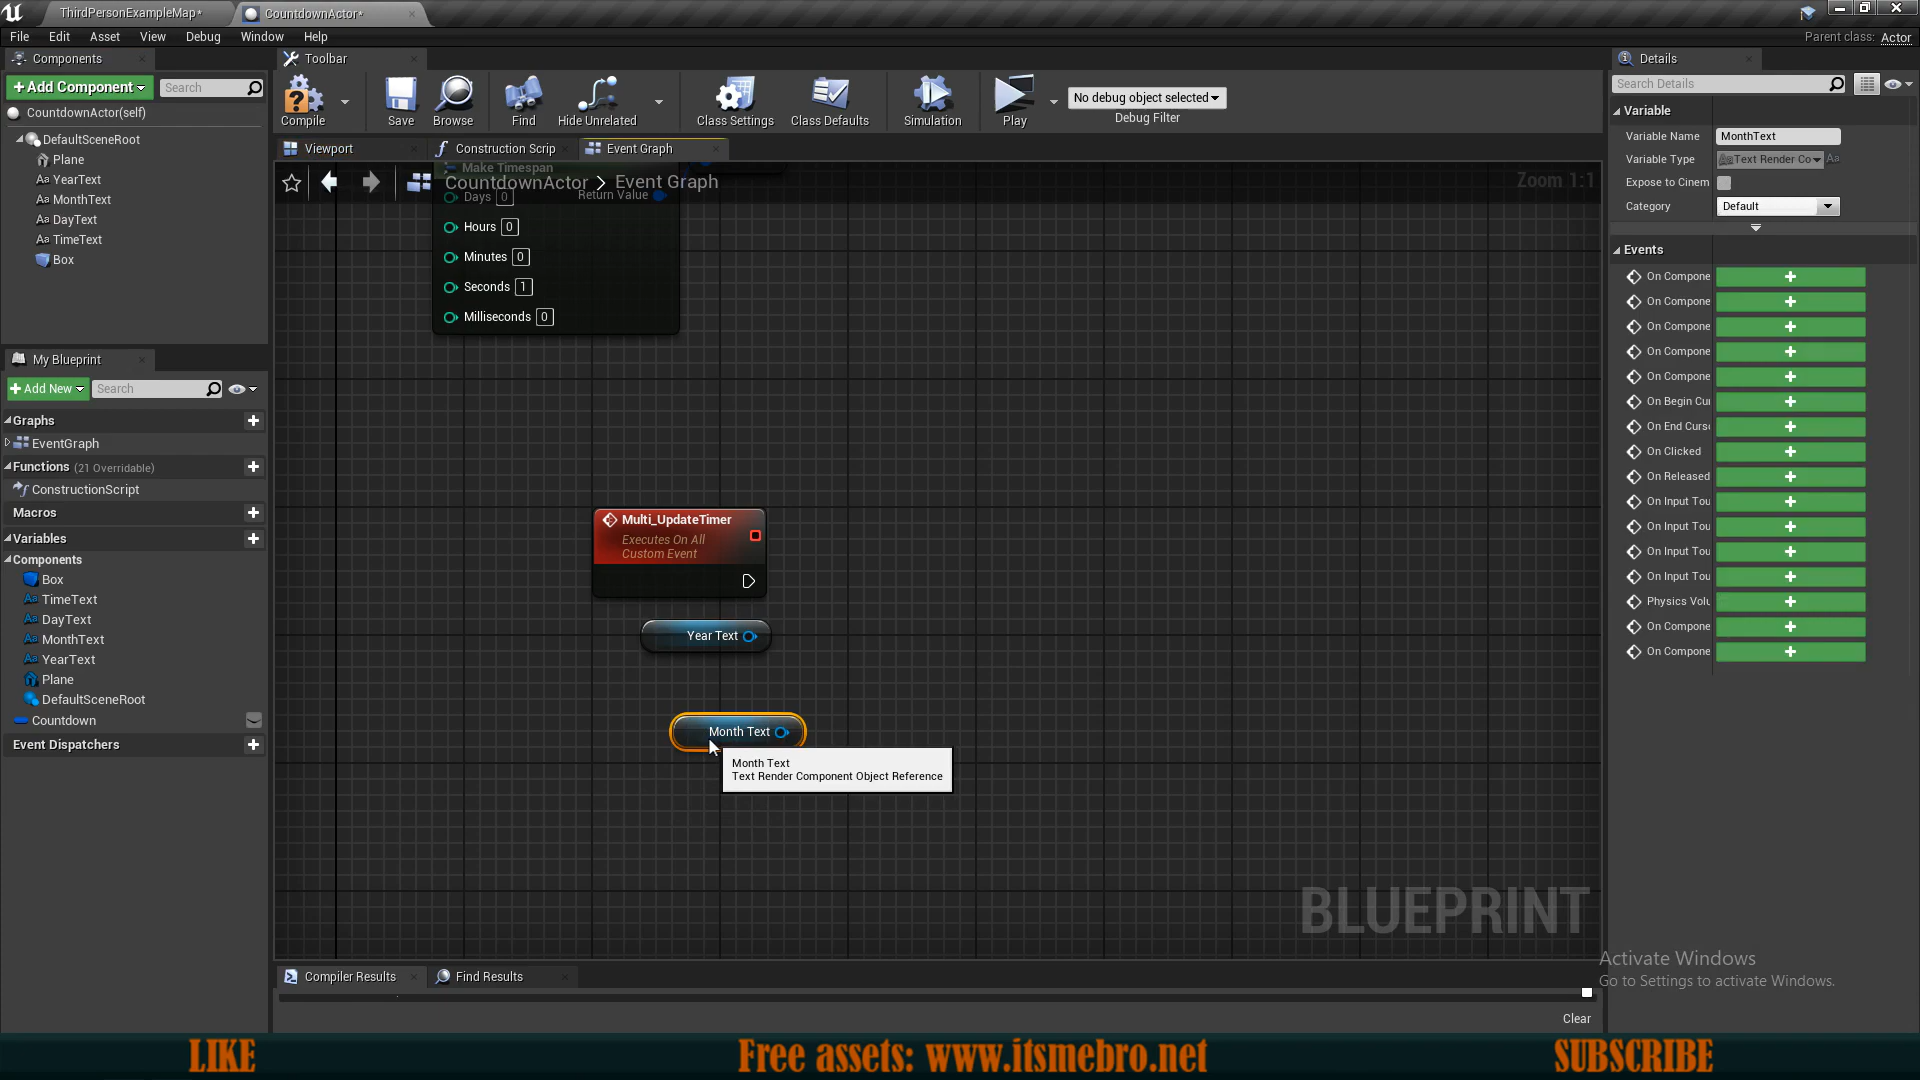 ThirdPersonExampleMap*
CountdownActor*
File Edit Asset View Debug Window Help
Parent class: Actor
Components
Toolbar
Details
+Add Component
Search
CountdownActor(self)
DefaultSceneRoot
Plane
YearText
MonthText
DayText
TimeText
Box
Compile
Save
Browse
Find
Hide Unrelated
Class Settings
Class Defaults
Simulation
Play
No debug object selected
Debug Filter
Viewport
Construction Scrip
Event Graph
CountdownActor > Event Graph
Zoom 1:1
Make Timespan
Days 0
Return Value
Hours 0
Minutes 0
Seconds 1
Milliseconds 0
Multi_UpdateTimer
Executes On All
Custom Event
Year Text
Month Text
Month Text
Text Render Component Object Reference
BLUEPRINT
My Blueprint
+Add New
Search
Graphs
EventGraph
Functions (21 Overridable)
ConstructionScript
Macros
Variables
Components
Box
TimeText
DayText
MonthText
YearText
Plane
DefaultSceneRoot
Countdown
Event Dispatchers
Search Details
Variable
Variable Name MonthText
Variable Type Text Render Co
Expose to Cinem
Category Default
Events
On Compone
On Compone
On Compone
On Compone
On Compone
On Begin Cu
On End Curs
On Clicked
On Released
On Input Tou
On Input Tou
On Input Tou
On Input Tou
Physics Volu
On Compone
On Compone
Activate Windows
Go to Settings to activate Windows.
Compiler Results
Find Results
Clear
LIKE
Free assets: www.itsmebro.net
SUBSCRIBE